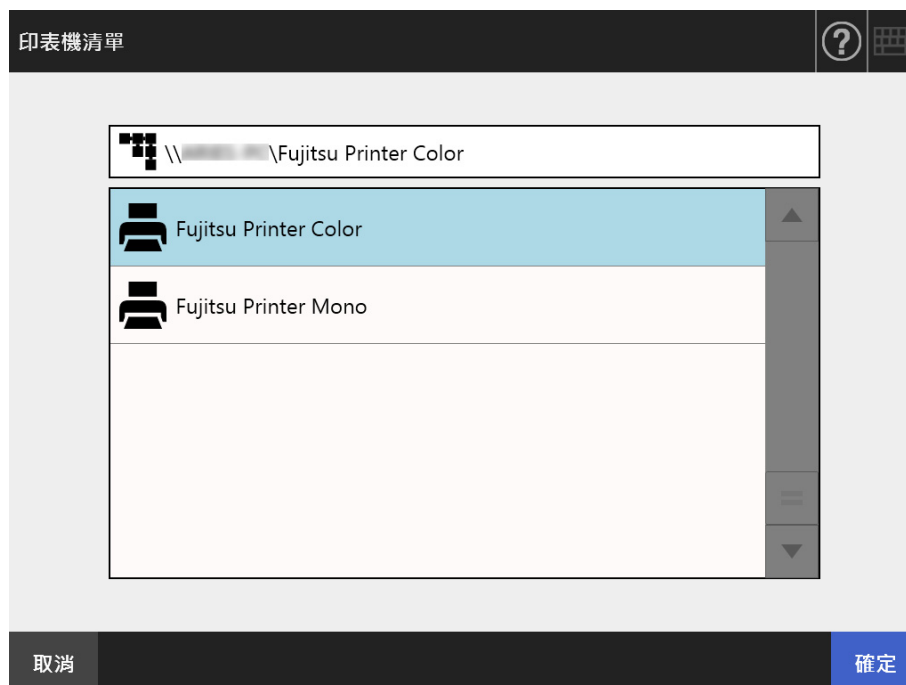 印表機清單
\\ \Fujitsu Printer Color
Fujitsu Printer Color
Fujitsu Printer Mono
取消
確定